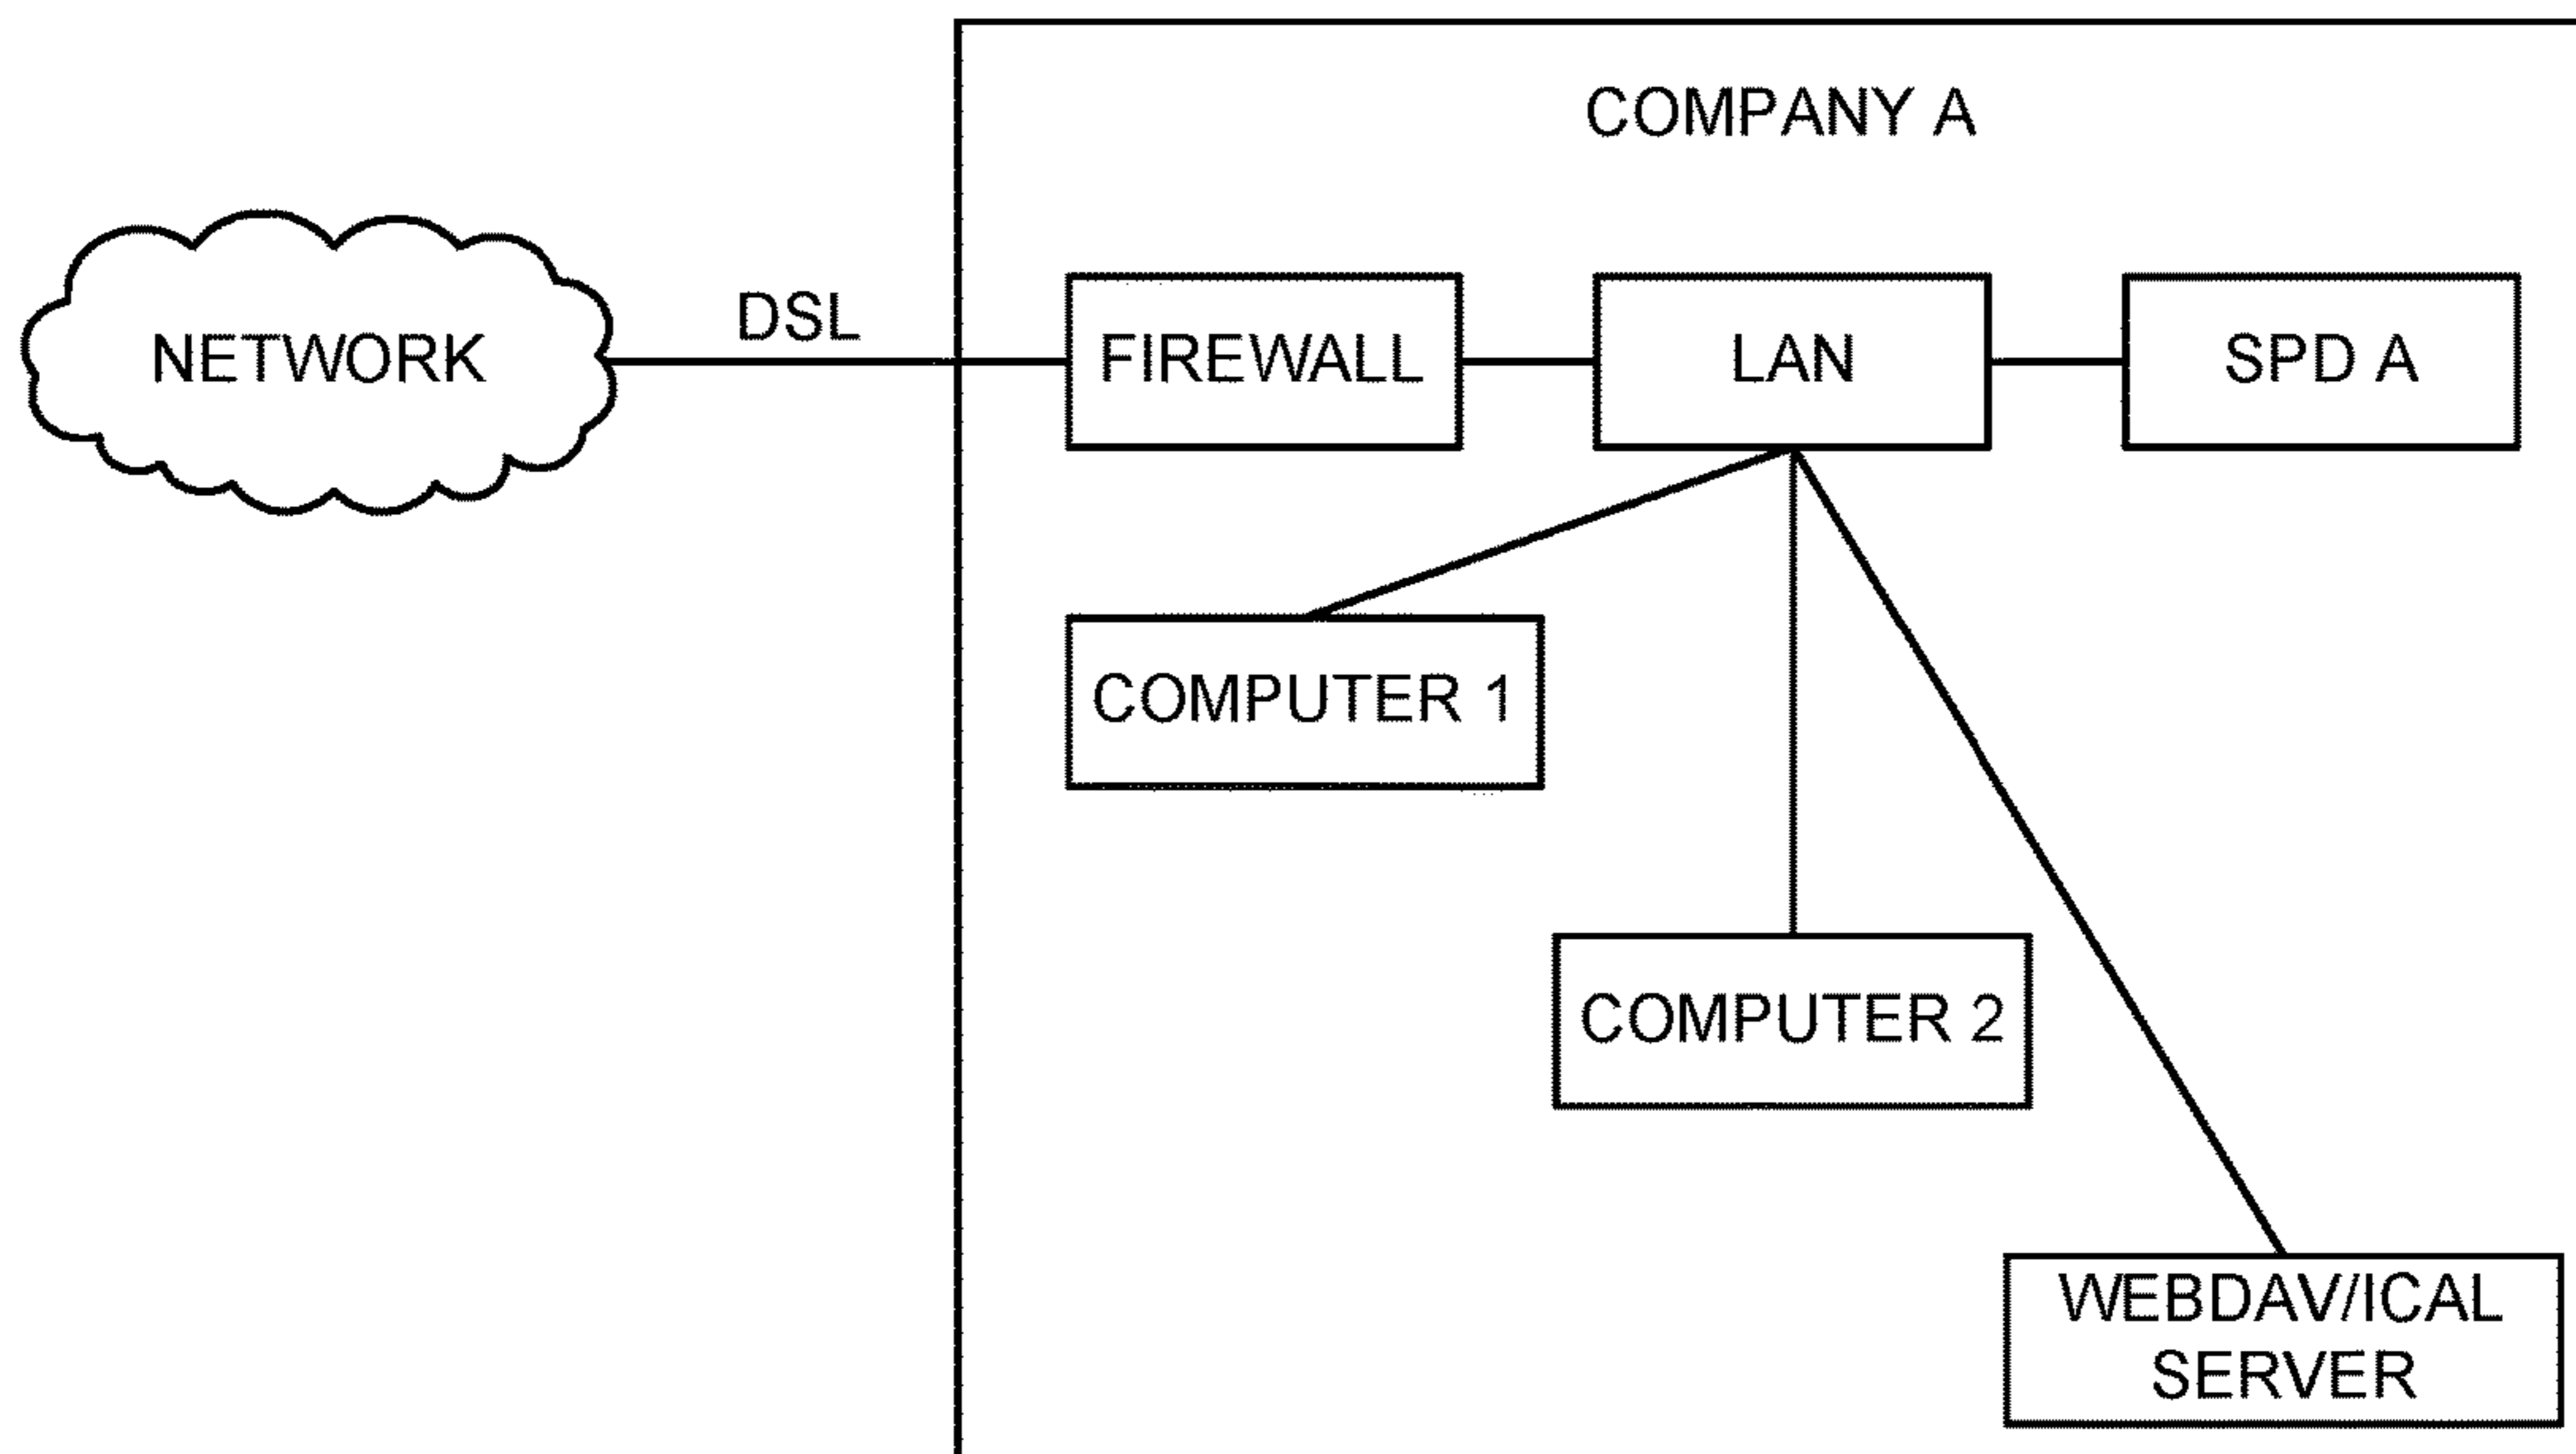 COMPANY A
NETWORK
DSL
FIREWALL
LAN
SPD A
COMPUTER 1
COMPUTER 2
WEBDAV/ICAL
SERVER